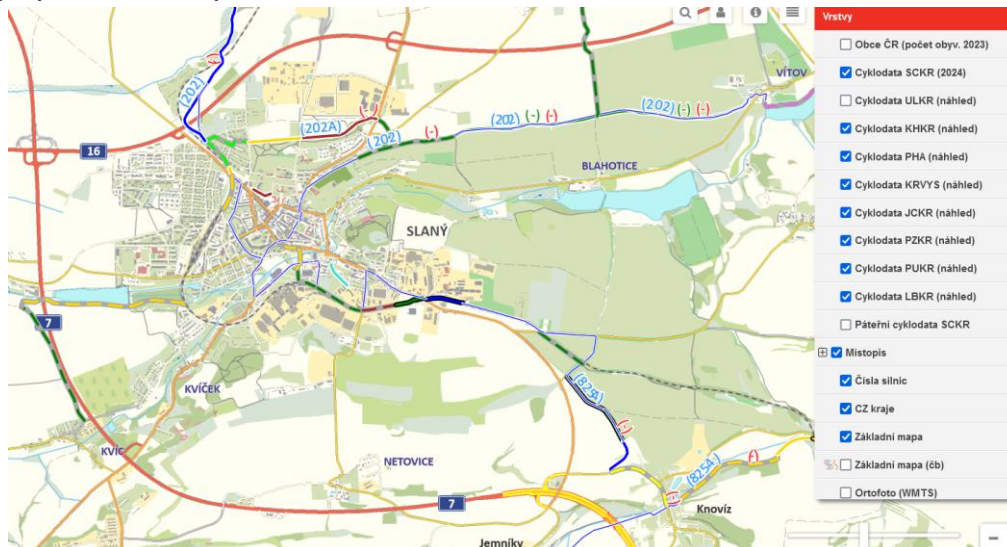 Vrstvy
Obce ČR (počet obyv. 2023)
Cyklodata SCKR (2024)
Cyklodata ULKR (náhled)
Cyklodata KHKR (náhled)
Cyklodata PHA (náhled)
Cyklodata KRVYS (náhled)
Cyklodata JCKR (náhled)
Cyklodata PZKR (náhled)
Cyklodata PUKR (náhled)
Cyklodata LBKR (náhled)
Páteřní cyklodata SCKR
Místopis
Čísla silnic
CZ kraje
Základní mapa
Základní mapa (čb)
Ortofoto (WMTS)
(202)
(-)
VÍTOV
(202A)
(-)
(202)
(-)
(202) (-) (-)
(202) (-) (-)
16
BLAHOTICE
SLANÝ
7
KVÍČEK
(825A)
(-)
KVÍC
NETOVICE
(825A)
(-)
(-)
7
Knovíz
Jemníky